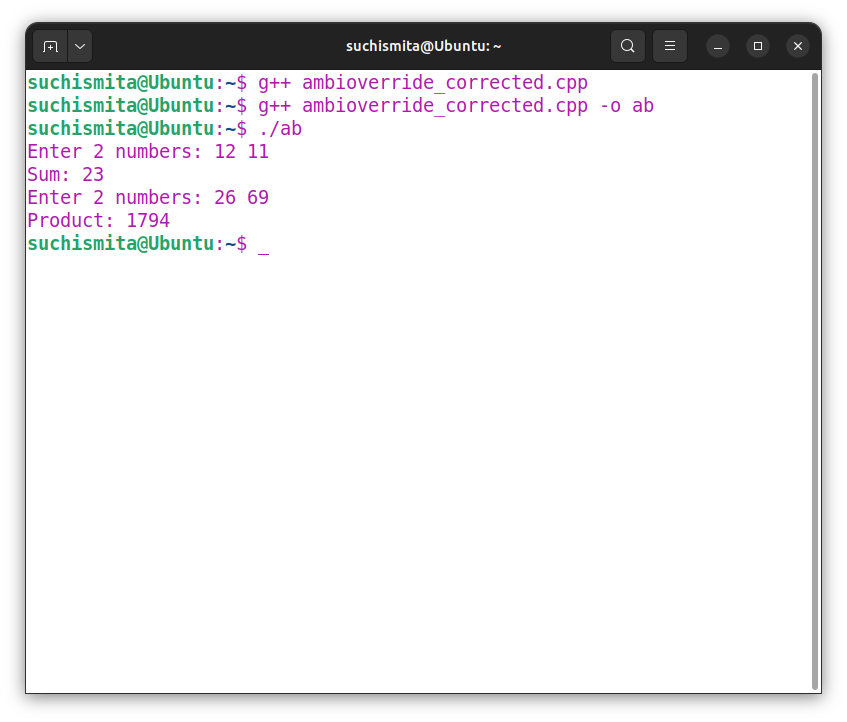 suchismita@Ubuntu: ~
suchismita@Ubuntu:~$ g++ ambioverride_corrected.cpp
suchismita@Ubuntu:~$ g++ ambioverride_corrected.cpp -o ab
suchismita@Ubuntu:~$ ./ab
Enter 2 numbers: 12 11
Sum: 23
Enter 2 numbers: 26 69
Product: 1794
suchismita@Ubuntu:~$ _